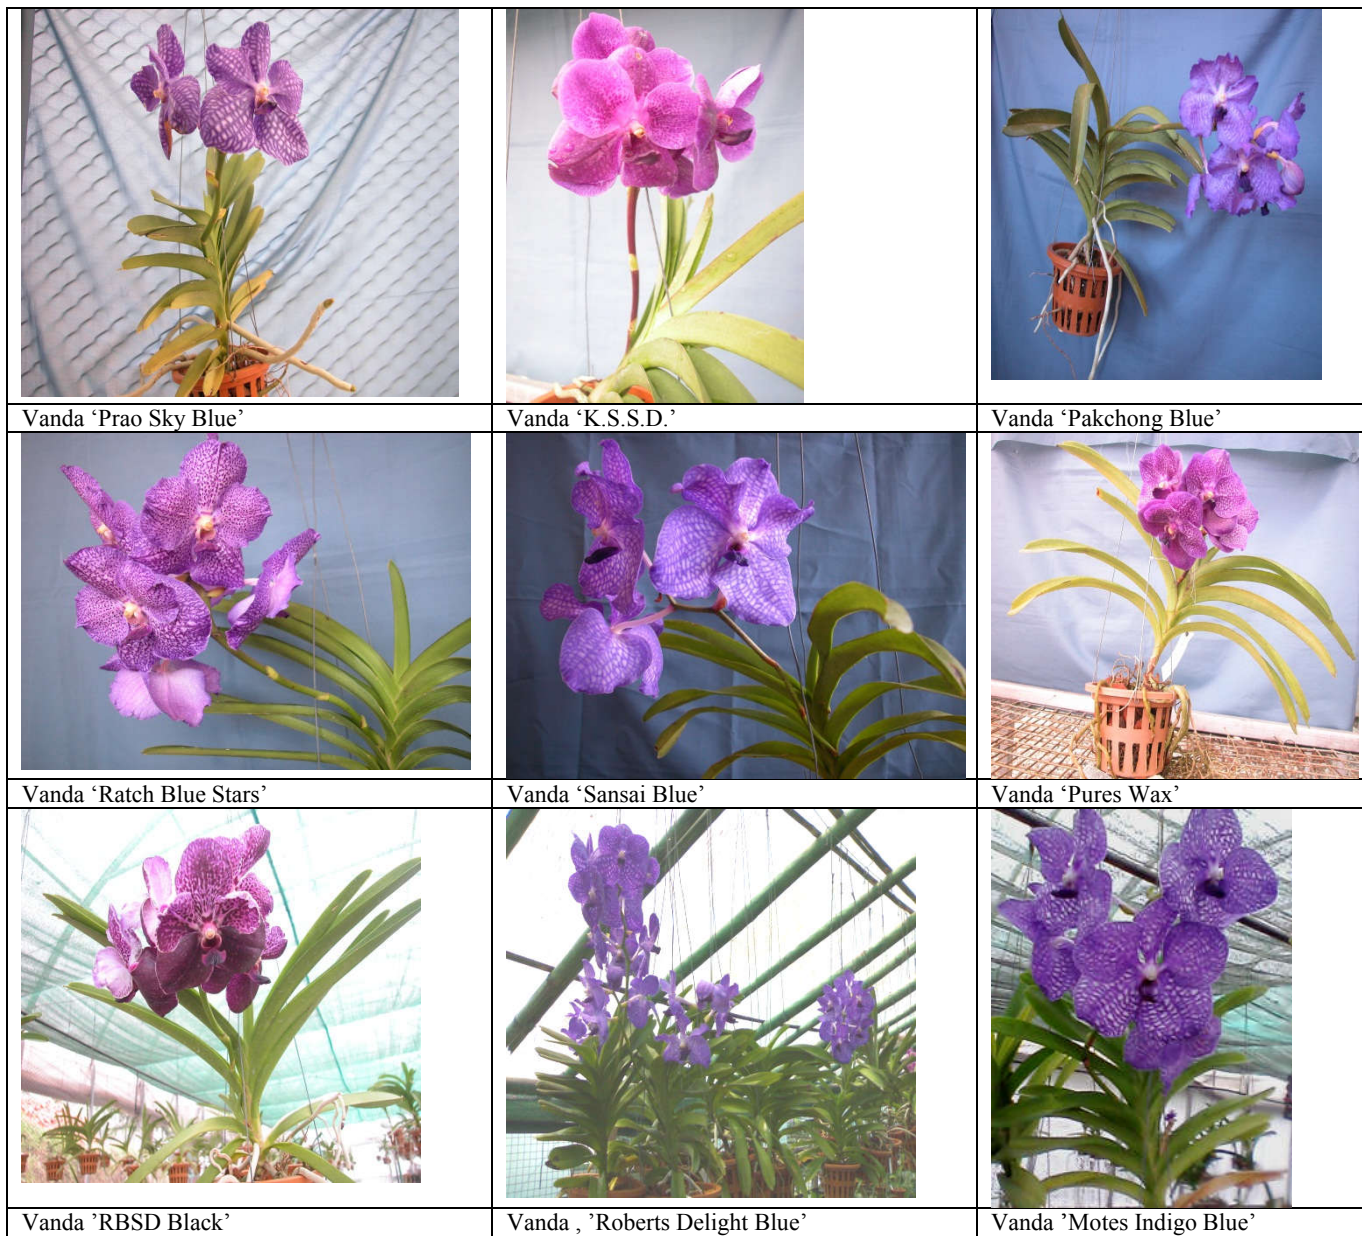 Vanda ‘Prao Sky Blue’
Vanda ‘K.S.S.D.’
Vanda ‘Pakchong Blue’
Vanda ‘Ratch Blue Stars’
Vanda ‘Sansai Blue’
Vanda ‘Pures Wax’
Vanda ’RBSD Black’
Vanda , ’Roberts Delight Blue’
Vanda ’Motes Indigo Blue’